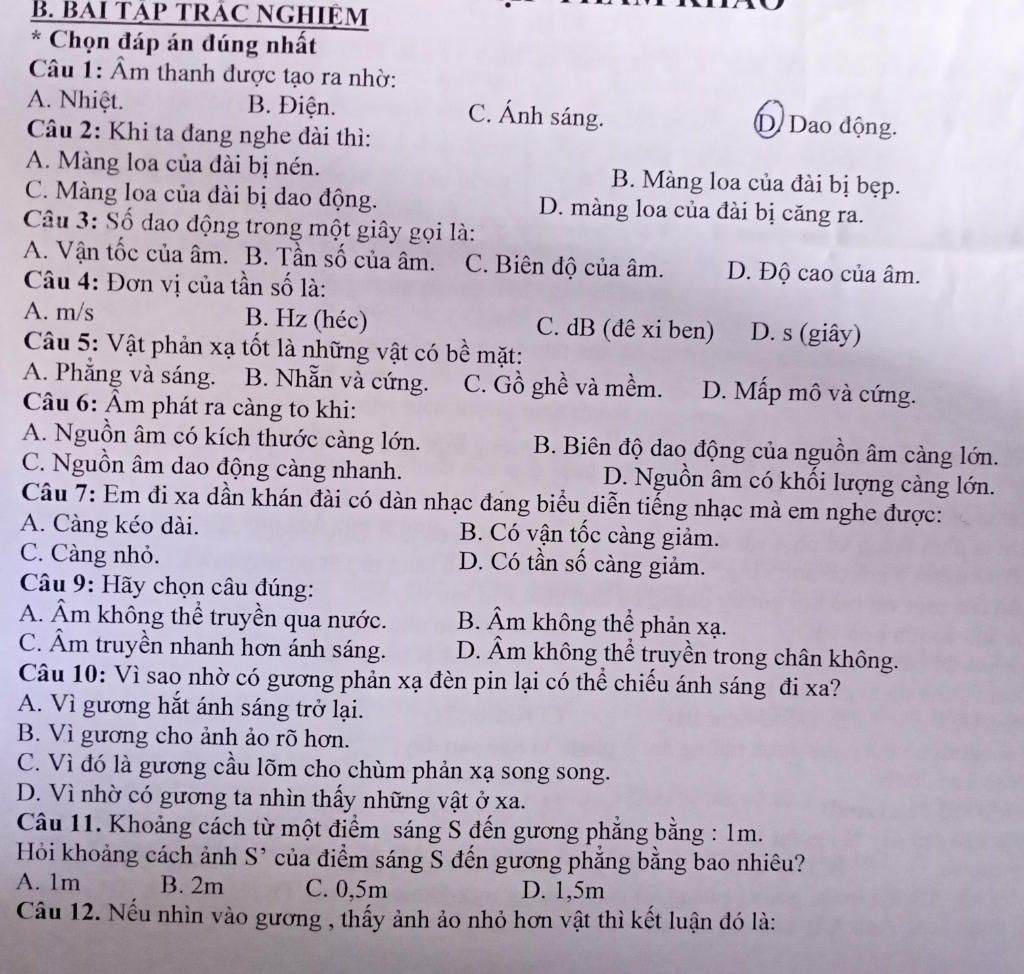 B. BÀI TẬP TRẮC NGHIỆM
* Chọn đáp án đúng nhất
Câu 1: Âm thanh được tạo ra nhờ:
A. Nhiệt. B. Điện. C. Ánh sáng. D. Dao động.
Câu 2: Khi ta đang nghe đài thì:
A. Màng loa của đài bị nén. B. Màng loa của đài bị bẹp.
C. Màng loa của đài bị dao động. D. màng loa của đài bị căng ra.
Câu 3: Số dao động trong một giây gọi là:
A. Vận tốc của âm. B. Tần số của âm. C. Biên độ của âm. D. Độ cao của âm.
Câu 4: Đơn vị của tần số là:
A. m/s B. Hz (héc) C. dB (đê xi ben) D. s (giây)
Câu 5: Vật phản xạ tốt là những vật có bề mặt:
A. Phẳng và sáng. B. Nhẵn và cứng. C. Gồ ghề và mềm. D. Mấp mô và cứng.
Câu 6: Âm phát ra càng to khi:
A. Nguồn âm có kích thước càng lớn. B. Biên độ dao động của nguồn âm càng lớn.
C. Nguồn âm dao động càng nhanh. D. Nguồn âm có khối lượng càng lớn.
Câu 7: Em đi xa dần khán đài có dàn nhạc đang biểu diễn tiếng nhạc mà em nghe được:
A. Càng kéo dài. B. Có vận tốc càng giảm.
C. Càng nhỏ. D. Có tần số càng giảm.
Câu 9: Hãy chọn câu đúng:
A. Âm không thể truyền qua nước. B. Âm không thể phản xạ.
C. Âm truyền nhanh hơn ánh sáng. D. Âm không thể truyền trong chân không.
Câu 10: Vì sao nhờ có gương phản xạ đèn pin lại có thể chiếu ánh sáng đi xa?
A. Vì gương hắt ánh sáng trở lại.
B. Vì gương cho ảnh ảo rõ hơn.
C. Vì đó là gương cầu lõm cho chùm phản xạ song song.
D. Vì nhờ có gương ta nhìn thấy những vật ở xa.
Câu 11. Khoảng cách từ một điểm sáng S đến gương phẳng bằng : 1m.
Hỏi khoảng cách ảnh S’ của điểm sáng S đến gương phẳng bằng bao nhiêu?
A. 1m B. 2m C. 0,5m D. 1,5m
Câu 12. Nếu nhìn vào gương , thấy ảnh ảo nhỏ hơn vật thì kết luận đó là: